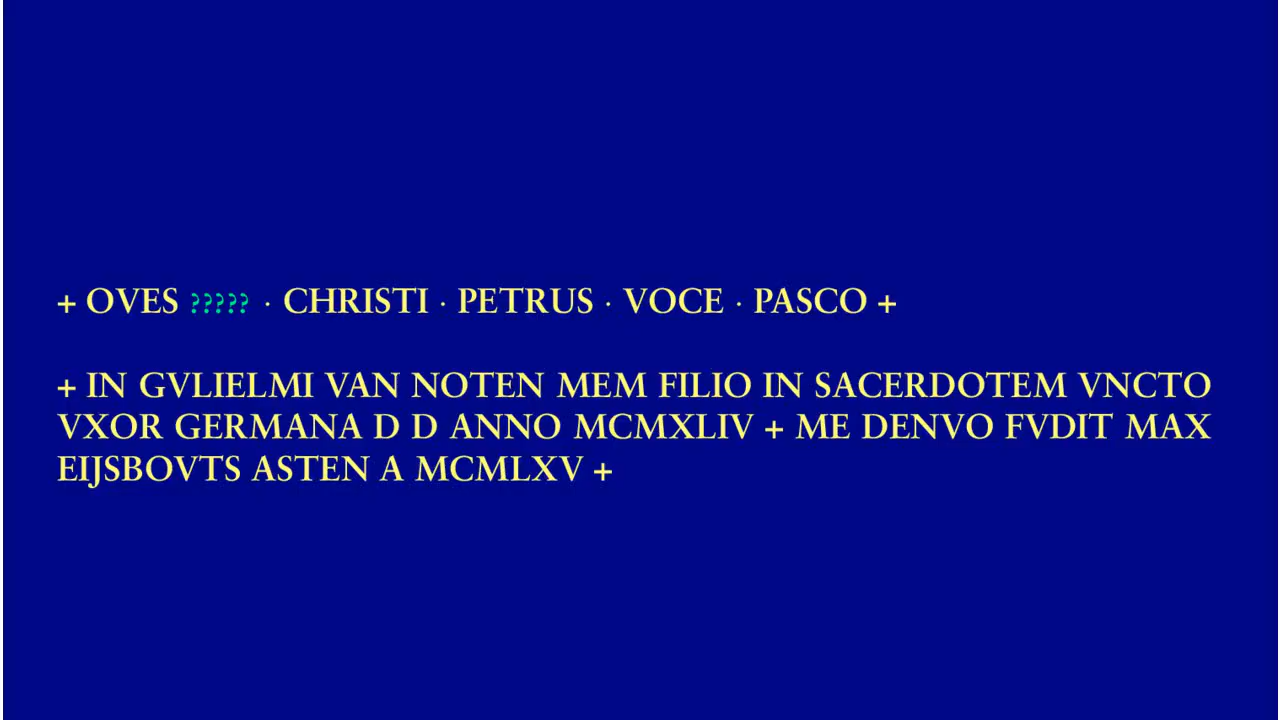 + OVES ????? · CHRISTI · PETRUS · VOCE · PASCO +
+ IN GVLIELMI VAN NOTEN MEM FILIO IN SACERDOTEM VNCTO
VXOR GERMANA D D ANNO MCMXLIV + ME DENVO FVDIT MAX
EIJSBOVTS ASTEN A MCMLXV +